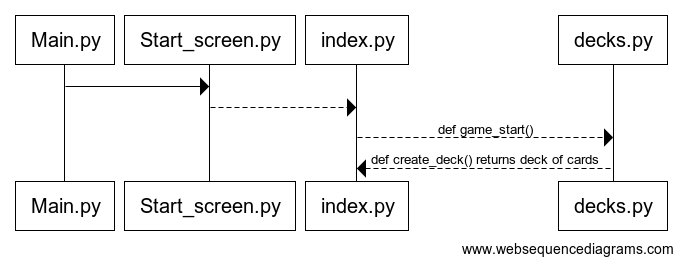 Main.py Start_screen.py index.py decks.py
def game_start()
def create_deck() returns deck of cards
Main.py Start_screen.py index.py decks.py
www.websequencediagrams.com